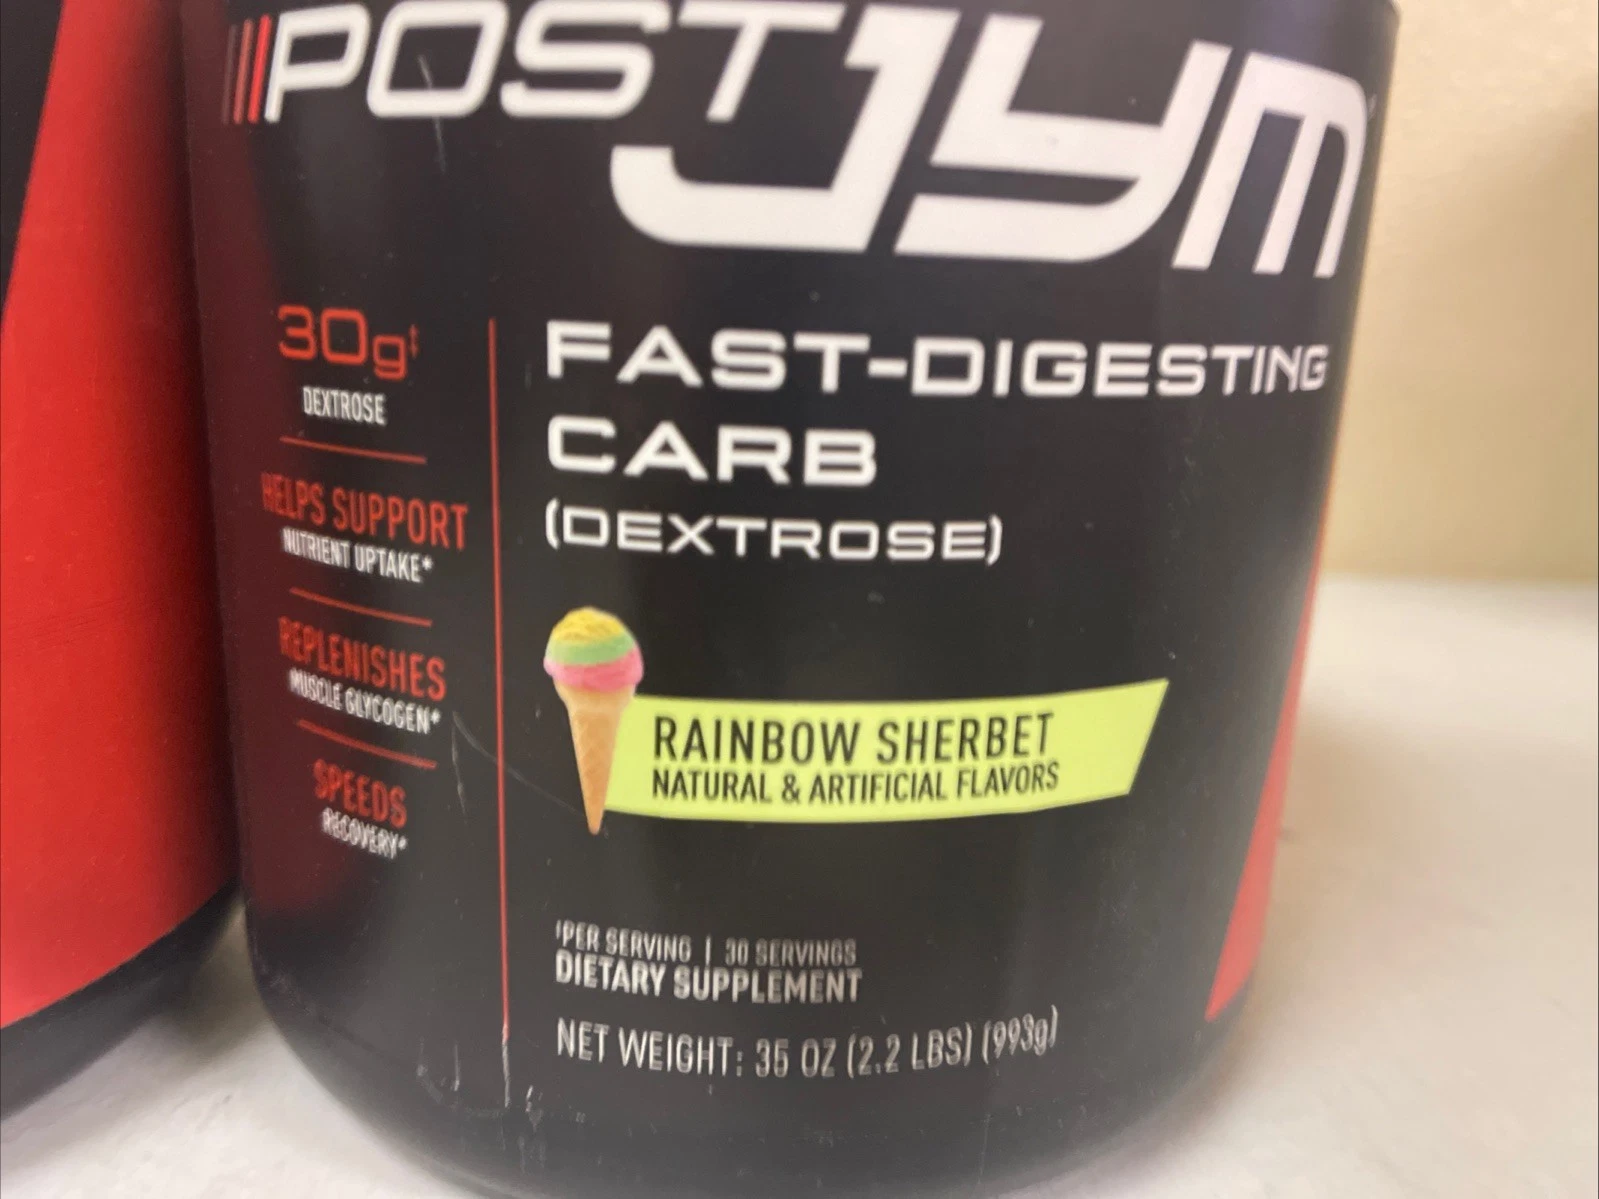 POST JYM
30g‡
DEXTROSE
HELPS SUPPORT
NUTRIENT UPTAKE*
REPLENISHES
MUSCLE GLYCOGEN*
SPEEDS
RECOVERY*
FAST-DIGESTING
CARB
(DEXTROSE)
RAINBOW SHERBET
NATURAL & ARTIFICIAL FLAVORS
‡PER SERVING | 30 SERVINGS
DIETARY SUPPLEMENT
NET WEIGHT: 35 OZ (2.2 LBS) (993g)